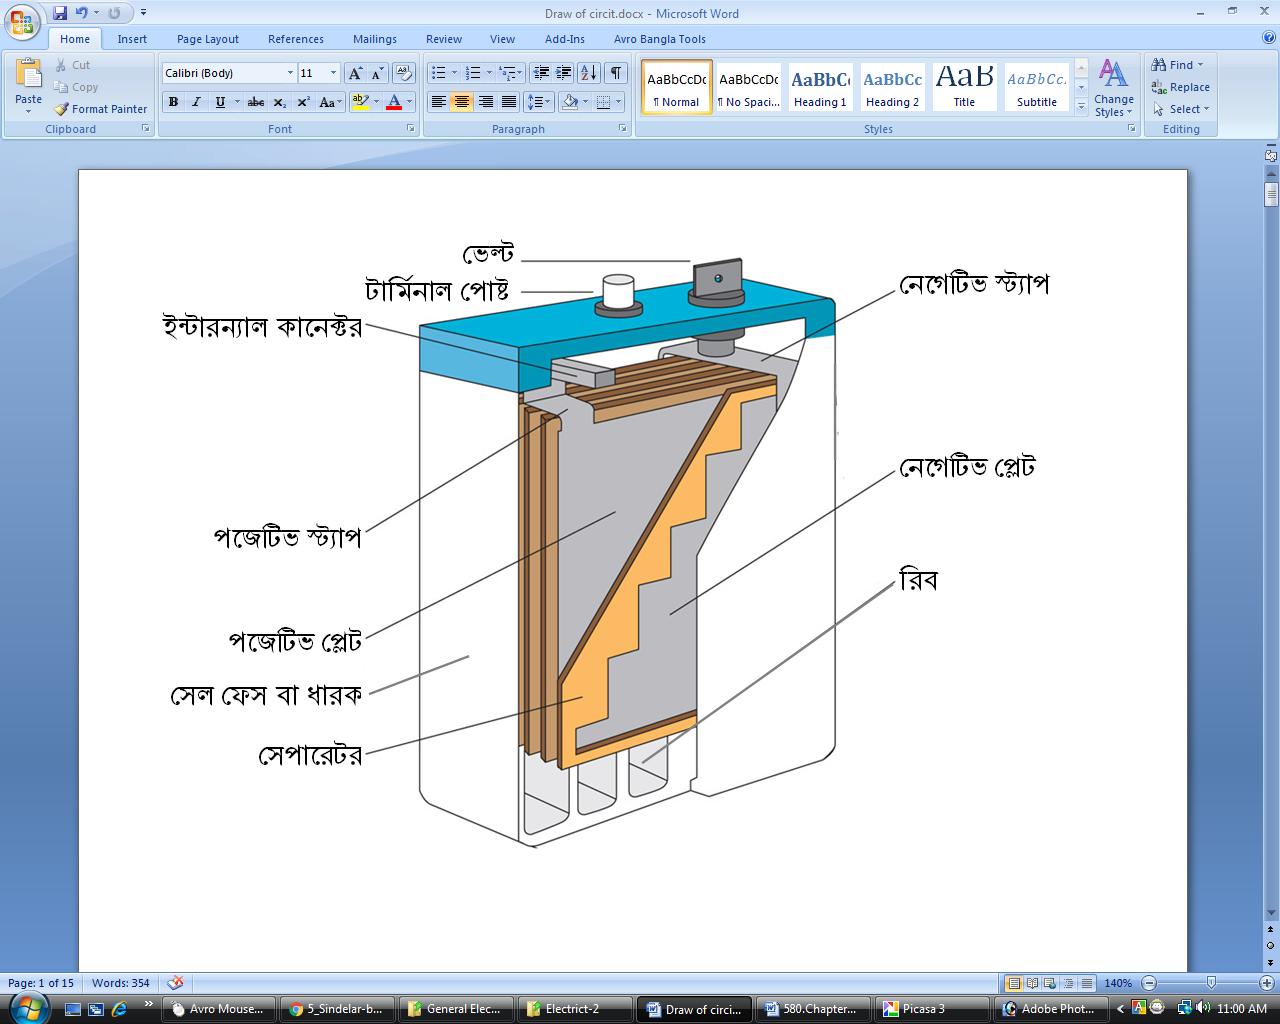 Draw of circit.docx - Microsoft Word
Home Insert Page Layout References Mailings Review View Add-Ins Avro Bangla Tools
Paste
Cut
Copy
Format Painter
Clipboard
Calibri (Body) 11
Font
Paragraph
AaBbCcDc AaBbCcDc AaBbC AaBbCc AaB AaBbCc.
¶ Normal ¶ No Spaci... Heading 1 Heading 2 Title Subtitle
Change Styles
Styles
Find
Replace
Select
Editing
ভেল্ট
টার্মিনাল পোষ্ট
ইন্টারন্যাল কানেক্টর
নেগেটিভ স্ট্যাপ
নেগেটিভ প্লেট
পজেটিভ স্ট্যাপ
রিব
পজেটিভ প্লেট
সেল ফেস বা ধারক
সেপারেটর
Page: 1 of 15 Words: 354 140%
Avro Mouse... 5_Sindelar-b... General Elec... Electrict-2 Draw of circi... 580.Chapter... Picasa 3 Adobe Phot... 11:00 AM